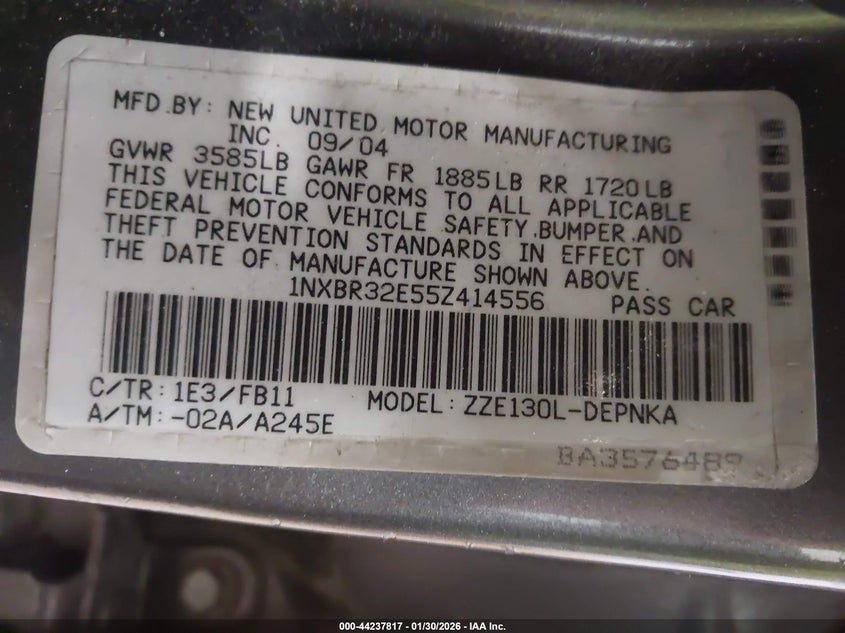 MFD.BY: NEW UNITED MOTOR MANUFACTURING
INC. 09/04
GVWR 3585LB GAWR FR 1885LB RR 1720LB
THIS VEHICLE CONFORMS TO ALL APPLICABLE
FEDERAL MOTOR VEHICLE SAFETY,BUMPER,AND
THEFT PREVENTION STANDARDS IN EFFECT ON
THE DATE OF MANUFACTURE SHOWN ABOVE.
1NXBR32E55Z414556 PASS CAR
C/TR: 1E3/FB11 MODEL: ZZE130L-DEPNKA
A/TM:-02A/A245E
000-44237817 - 01/30/2026 - IAA Inc.